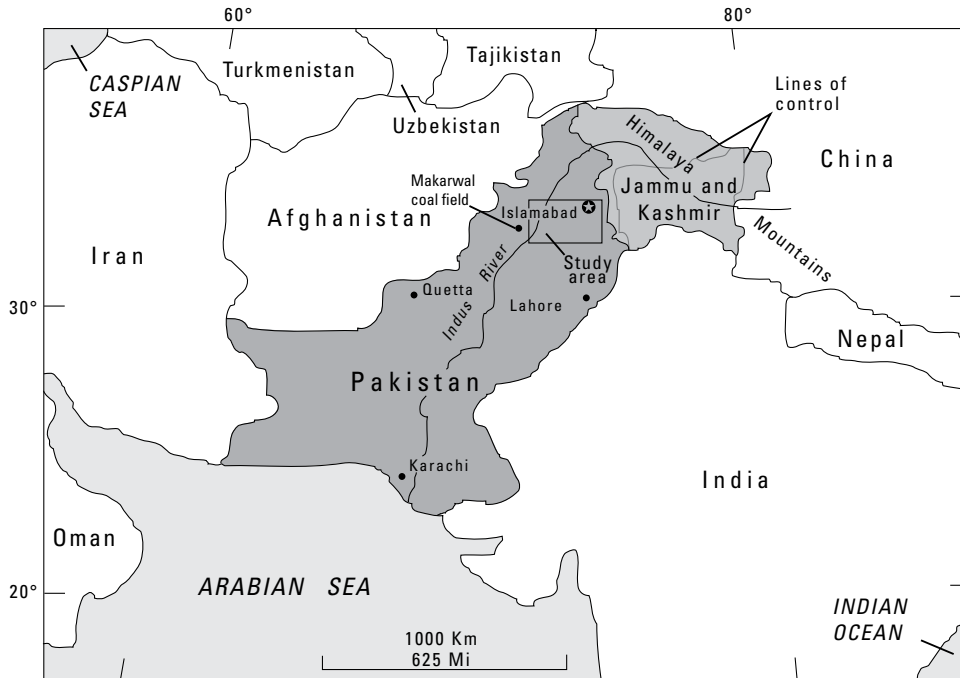 60°
80°
CASPIAN
SEA
Turkmenistan
Tajikistan
Uzbekistan
Lines of
control
Himalaya
China
Makarwal
coal field
Afghanistan
Islamabad
Jammu and
Kashmir
Iran
Study
area
Mountains
30°
Quetta
Indus River
Lahore
Nepal
Pakistan
Karachi
India
Oman
ARABIAN SEA
20°
INDIAN
OCEAN
1000 Km
625 Mi